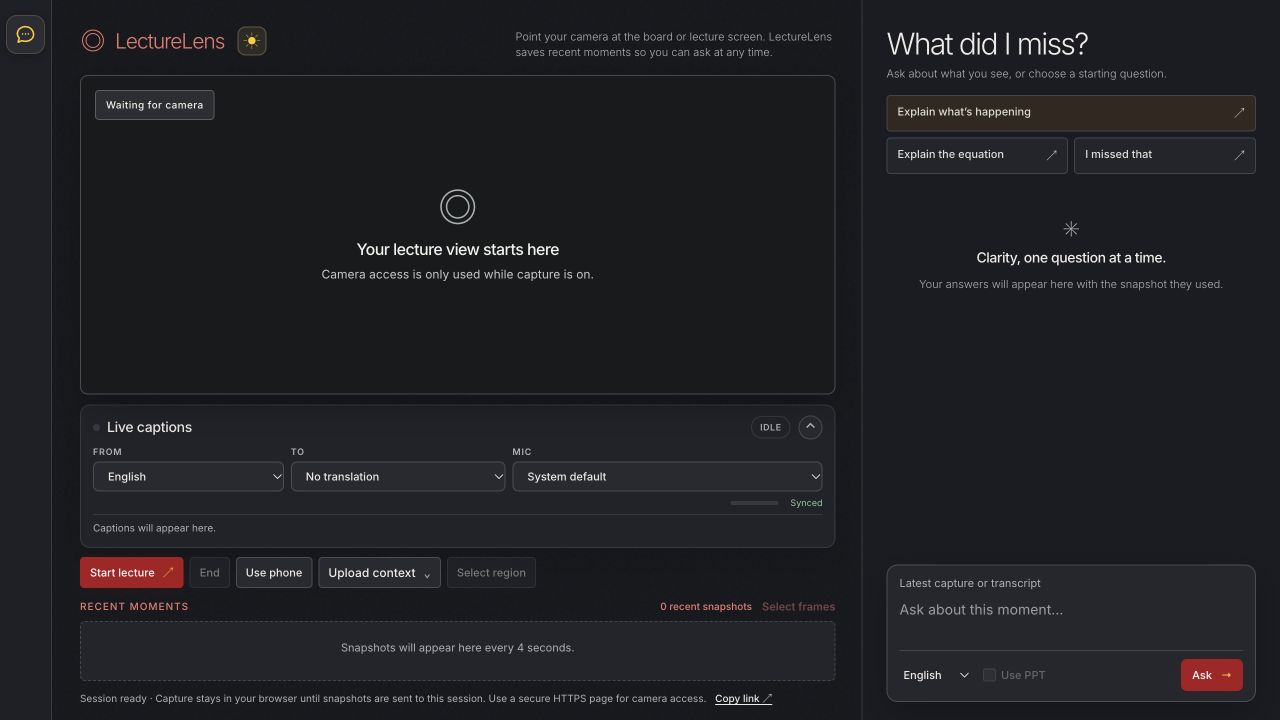 LectureLens
Point your camera at the board or lecture screen. LectureLens
saves recent moments so you can ask at any time.
Waiting for camera
Your lecture view starts here
Camera access is only used while capture is on.
Live captions
IDLE
FROM
TO
MIC
English
No translation
System default
Synced
Captions will appear here.
Start lecture
End
Use phone
Upload context
Select region
RECENT MOMENTS
0 recent snapshots
Select frames
Snapshots will appear here every 4 seconds.
Session ready · Capture stays in your browser until snapshots are sent to this session. Use a secure HTTPS page for camera access.
Copy link
What did I miss?
Ask about what you see, or choose a starting question.
Explain what's happening
Explain the equation
I missed that
Clarity, one question at a time.
Your answers will appear here with the snapshot they used.
Latest capture or transcript
Ask about this moment...
English
Use PPT
Ask